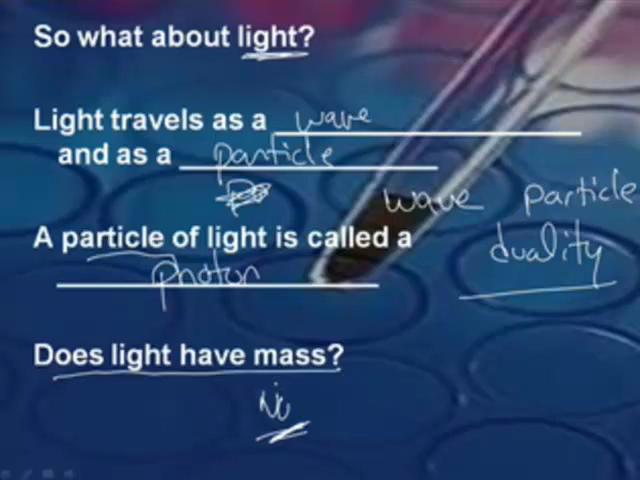 So what about light?
Light travels as a wave
and as a particle
wave particle
duality
A particle of light is called a
photon
Does light have mass?
No